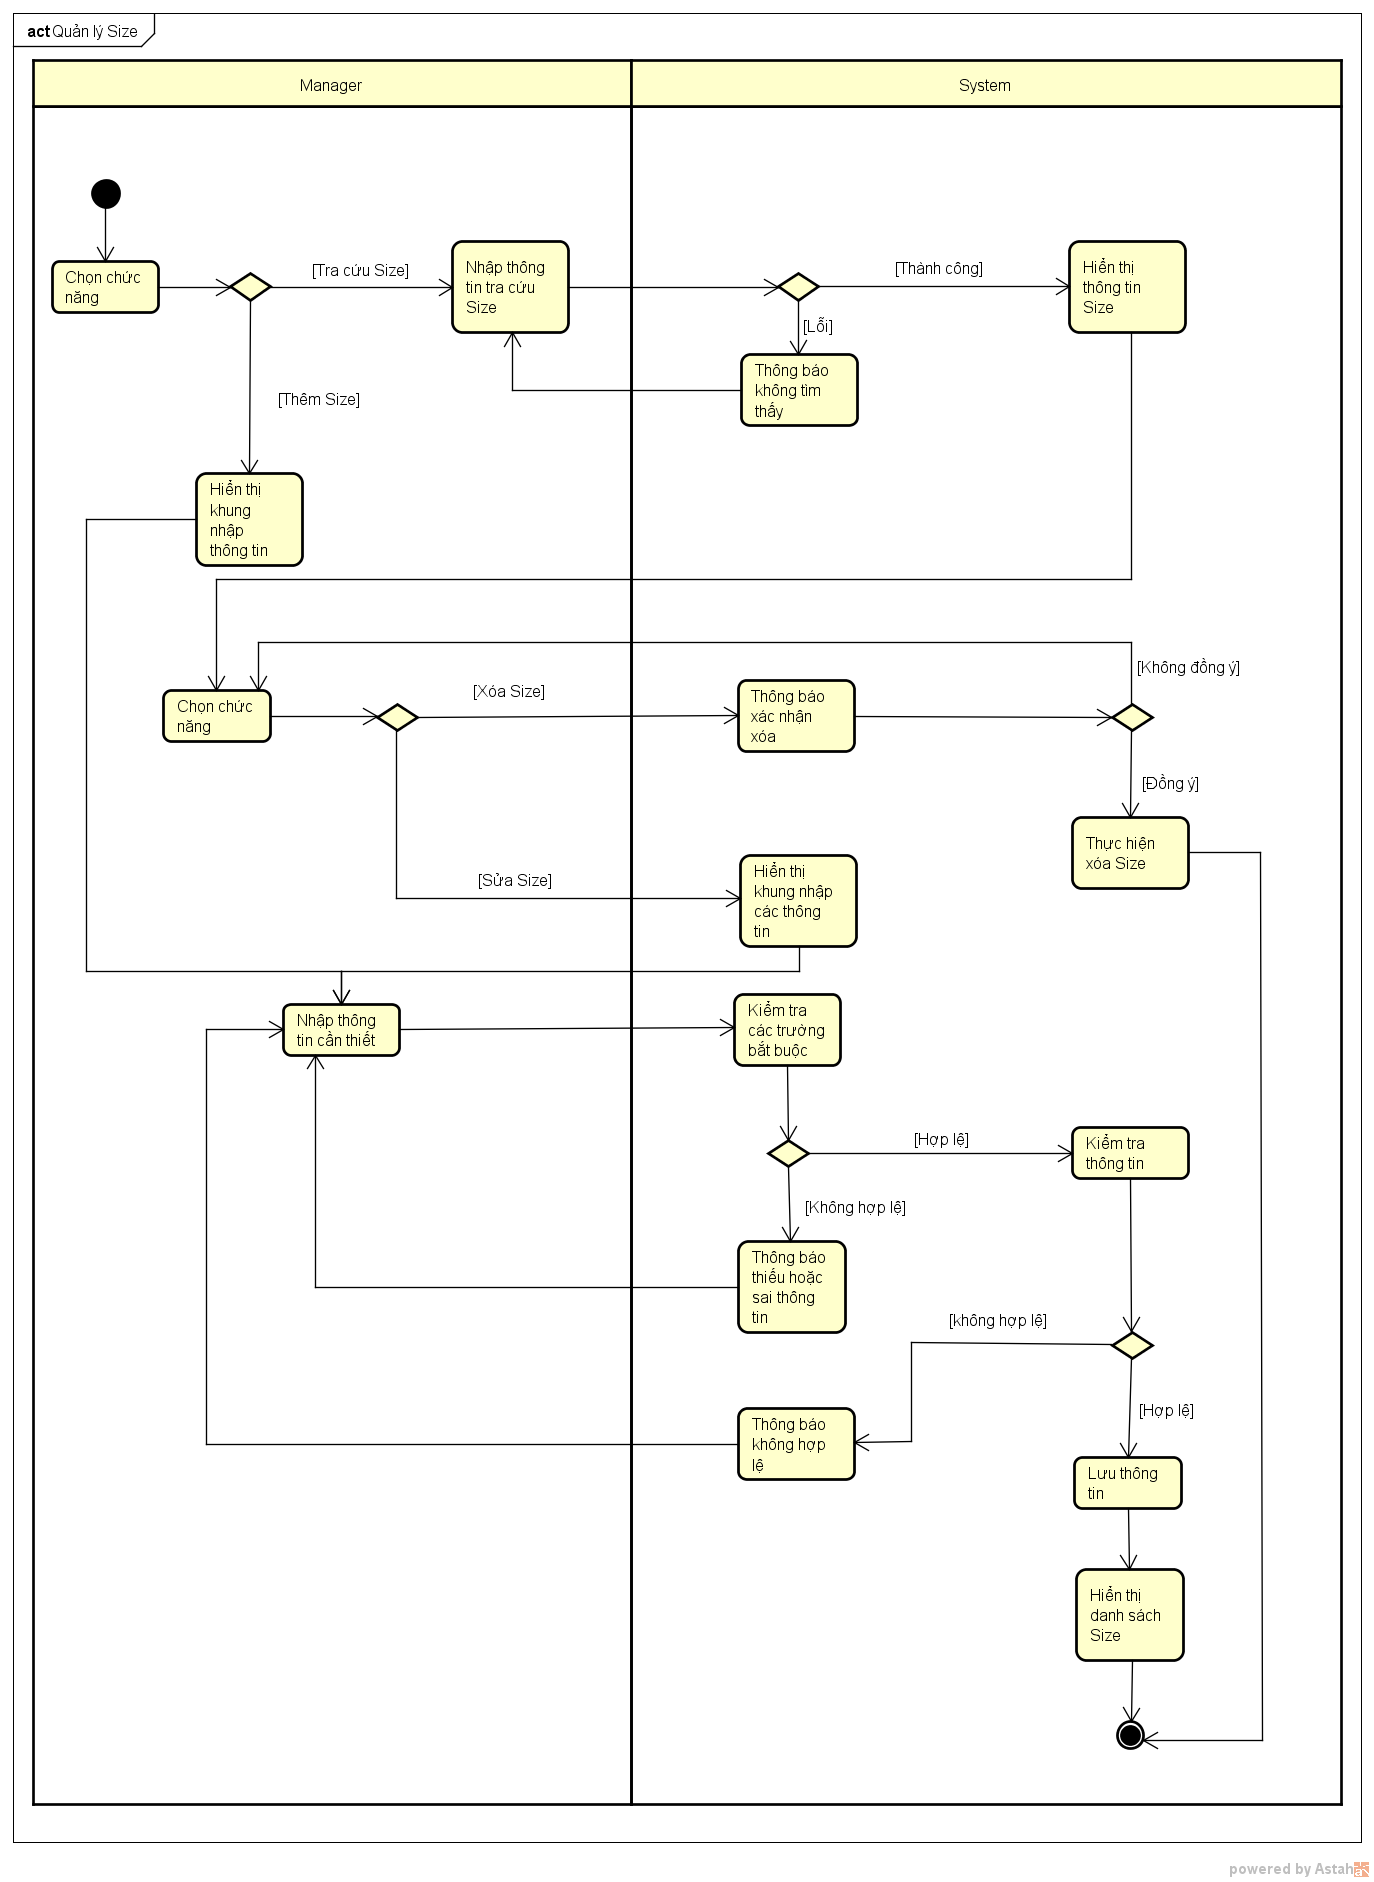 act Quản lý Size
Manager
System
Chọn chức
năng
[Tra cứu Size]
Nhập thông
tin tra cứu
Size
[Thành công]
Hiển thị
thông tin
Size
[Lỗi]
Thông báo
không tìm
thấy
[Thêm Size]
Hiển thị
khung
nhập
thông tin
[Không đồng ý]
Chọn chức
năng
[Xóa Size]
Thông báo
xác nhận
xóa
[Đồng ý]
Thực hiện
xóa Size
[Sửa Size]
Hiển thị
khung nhập
các thông
tin
Nhập thông
tin cần thiết
Kiểm tra
các trường
bắt buộc
[Hợp lệ]
Kiểm tra
thông tin
[Không hợp lệ]
Thông báo
thiếu hoặc
sai thông
tin
[không hợp lệ]
Thông báo
không hợp
lệ
[Hợp lệ]
Lưu thông
tin
Hiển thị
danh sách
Size
powered by Astah